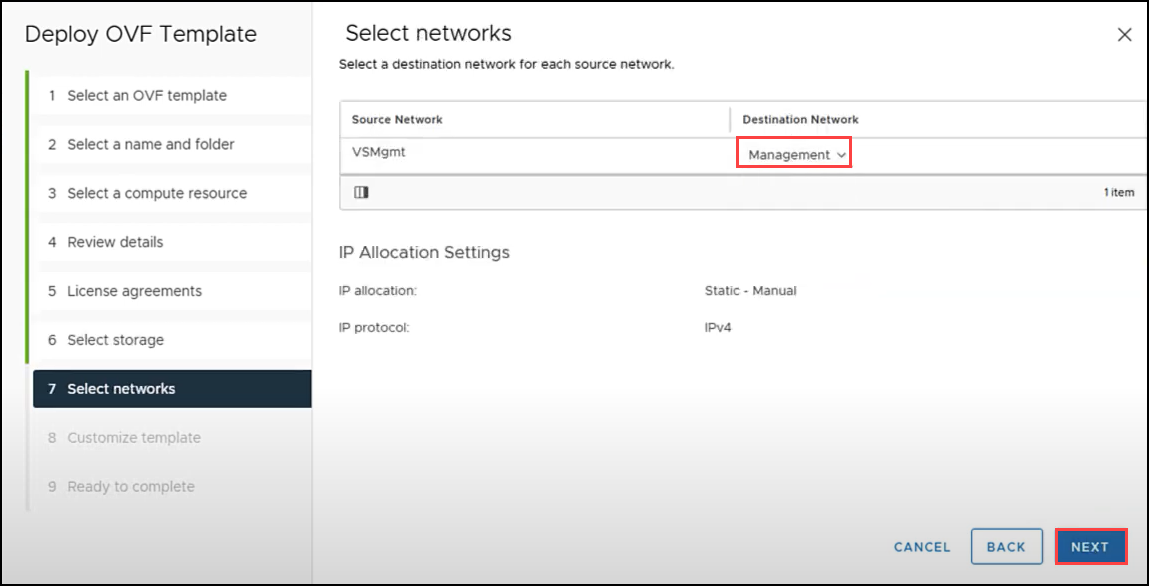 Deploy OVF Template
1 Select an OVF template
2 Select a name and folder
3 Select a compute resource
4 Review details
5 License agreements
6 Select storage
7 Select networks
8 Customize template
9 Ready to complete
Select networks
Select a destination network for each source network.
Source Network Destination Network
VSMgmt Management
1 item
IP Allocation Settings
IP allocation: Static - Manual
IP protocol: IPv4
CANCEL BACK NEXT